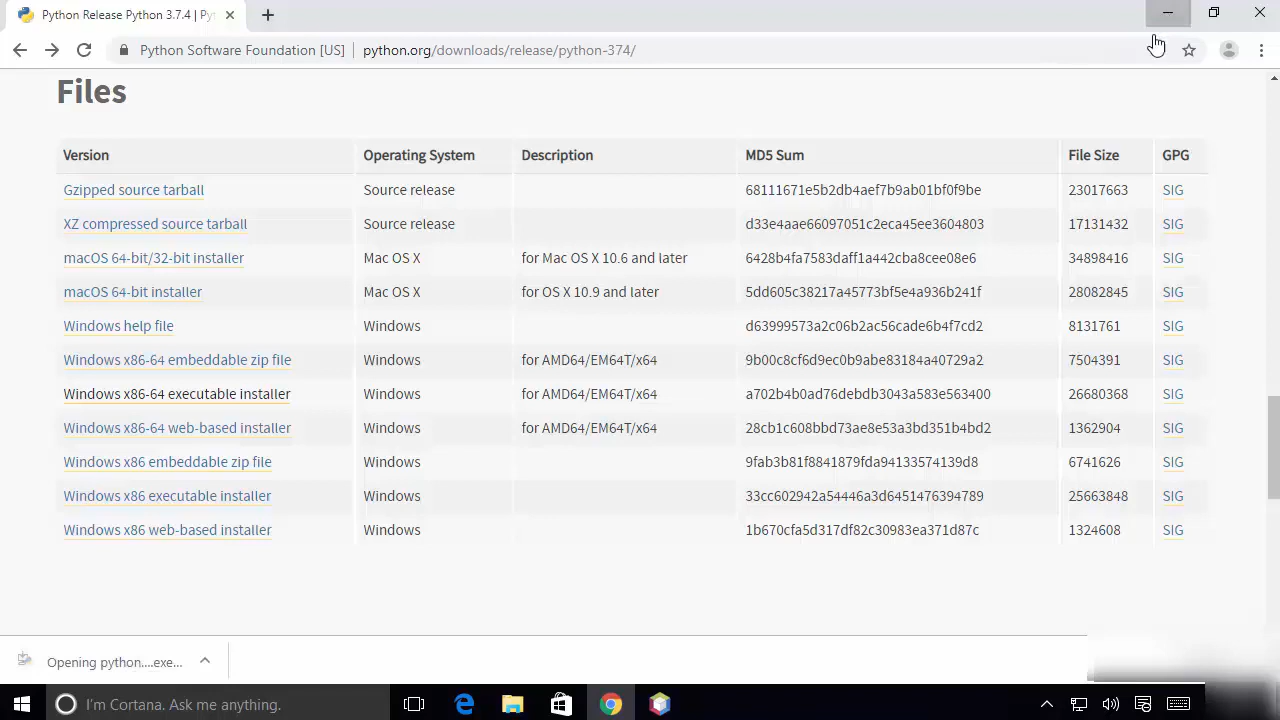 Python Release Python 3.7.4 | Pyt
Python Software Foundation [US] | python.org/downloads/release/python-374/
Files
Version Operating System Description MD5 Sum File Size GPG
Gzipped source tarball Source release 68111671e5b2db4aef7b9ab01bf0f9be 23017663 SIG
XZ compressed source tarball Source release d33e4aae66097051c2eca45ee3604803 17131432 SIG
macOS 64-bit/32-bit installer Mac OS X for Mac OS X 10.6 and later 6428b4fa7583daff1a442cba8cee08e6 34898416 SIG
macOS 64-bit installer Mac OS X for OS X 10.9 and later 5dd605c38217a45773bf5e4a936b241f 28082845 SIG
Windows help file Windows d63999573a2c06b2ac56cade6b4f7cd2 8131761 SIG
Windows x86-64 embeddable zip file Windows for AMD64/EM64T/x64 9b00c8cf6d9ec0b9abe83184a40729a2 7504391 SIG
Windows x86-64 executable installer Windows for AMD64/EM64T/x64 a702b4b0ad76debdb3043a583e563400 26680368 SIG
Windows x86-64 web-based installer Windows for AMD64/EM64T/x64 28cb1c608bbd73ae8e53a3bd351b4bd2 1362904 SIG
Windows x86 embeddable zip file Windows 9fab3b81f8841879fda94133574139d8 6741626 SIG
Windows x86 executable installer Windows 33cc602942a54446a3d6451476394789 25663848 SIG
Windows x86 web-based installer Windows 1b670cfa5d317df82c30983ea371d87c 1324608 SIG
Opening python....exe...
I'm Cortana. Ask me anything.